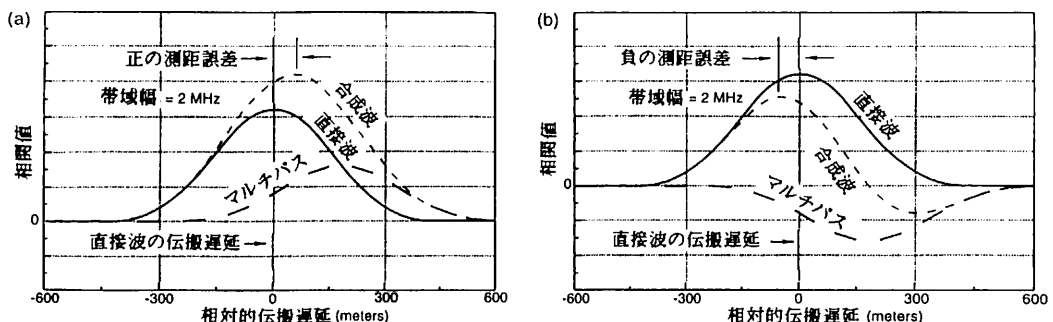 (a)
正の測距誤差
帯域幅 = 2 MHz
合成波
直接波
マルチパス
相関値
0
直接波の伝搬遅延
-600
-300
0
300
600
相対的伝搬遅延 (meters)
(b)
負の測距誤差
帯域幅 = 2 MHz
直接波
合成波
マルチパス
相関値
0
直接波の伝搬遅延
-600
-300
0
300
600
相対的伝搬遅延 (meters)